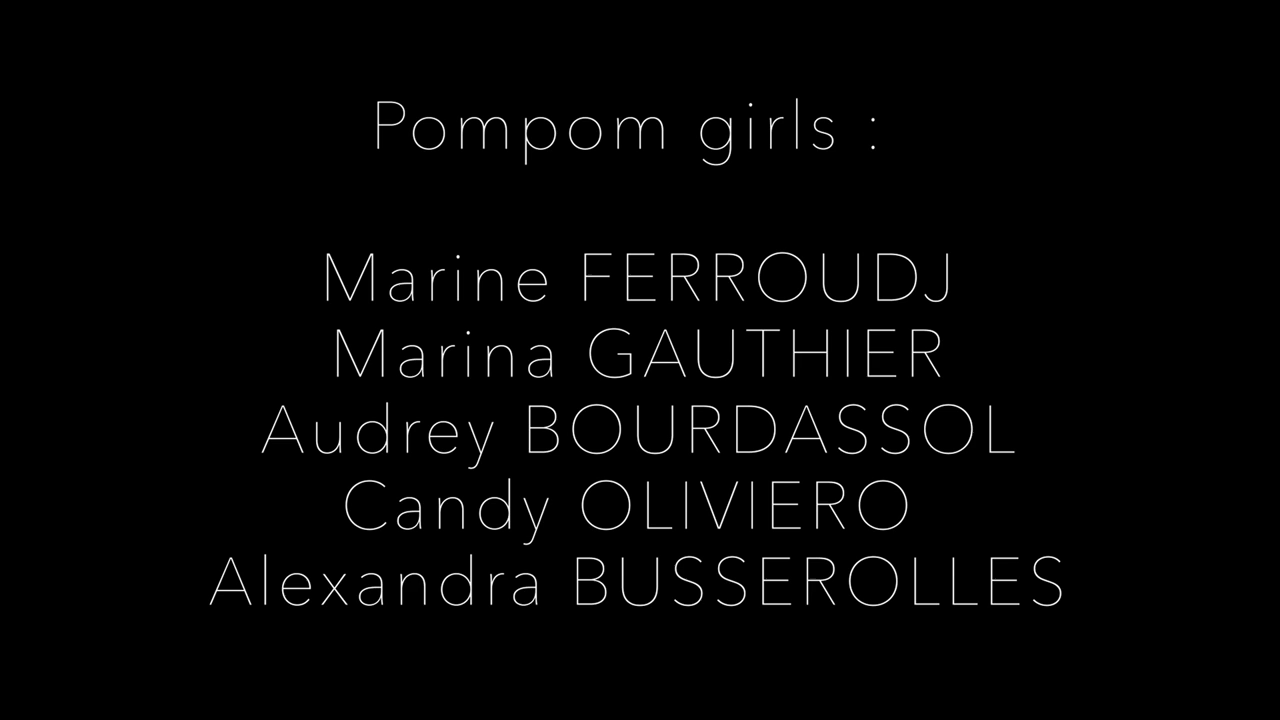 Pompom girls :
Marine FERROUDJ
Marina GAUTHIER
Audrey BOURDASSOL
Candy OLIVIERO
Alexandra BUSSEROLLES